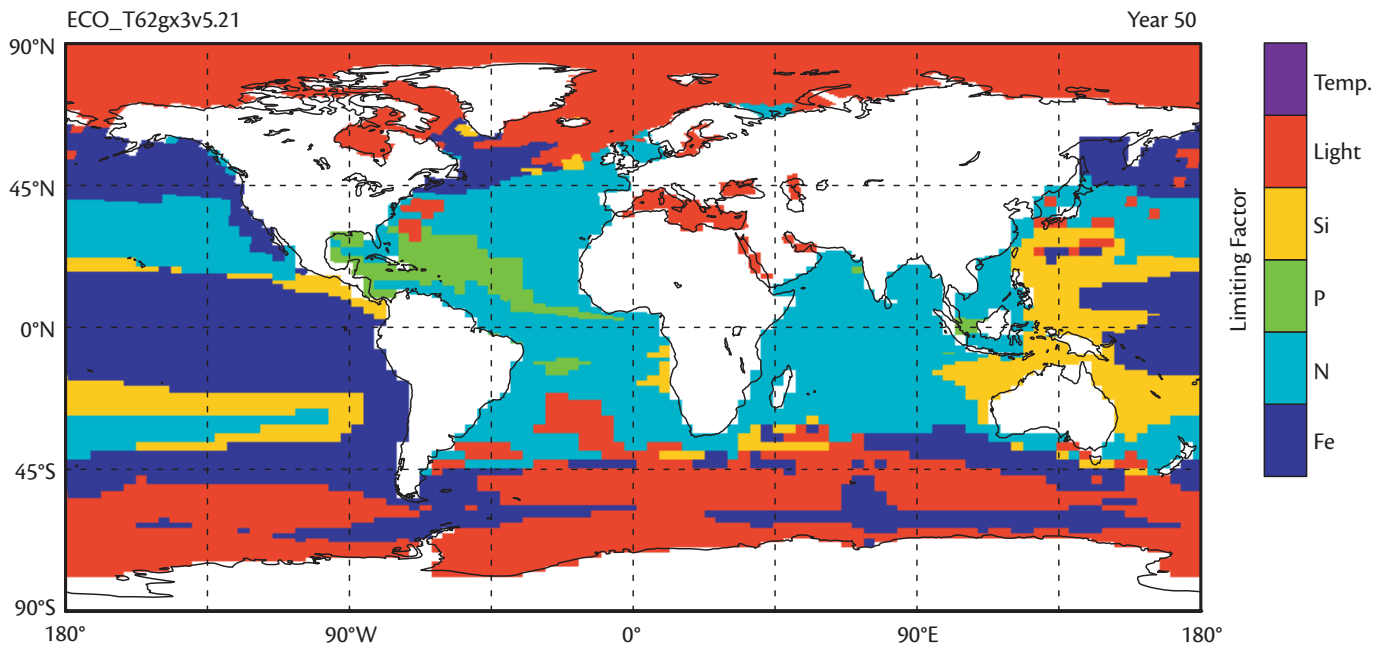 ECO_T62gx3v5.21
Year 50
90°N
45°N
0°N
45°S
90°S
180°
90°W
0°
90°E
180°
Limiting Factor
Temp.
Light
Si
P
N
Fe